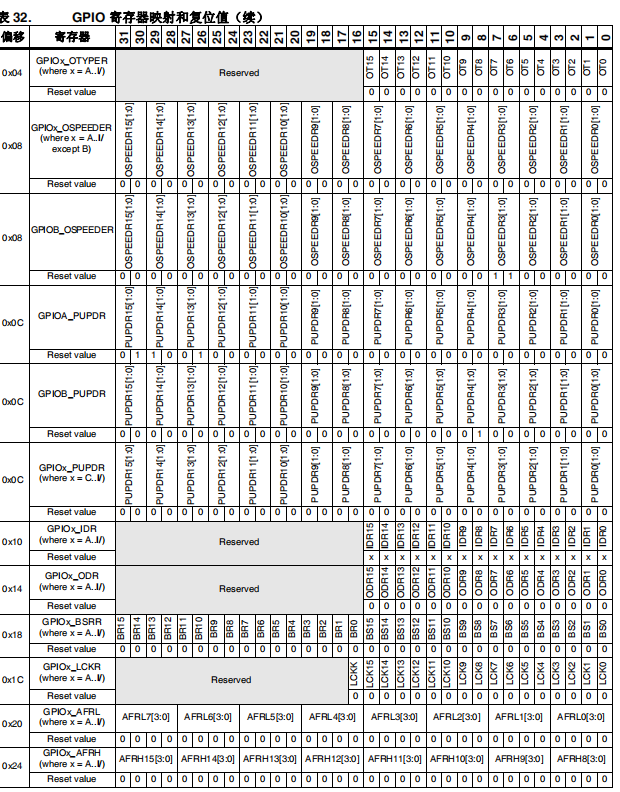 表 32. GPIO 寄存器映射和复位值（续）
偏移 寄存器 31 30 29 28 27 26 25 24 23 22 21 20 19 18 17 16 15 14 13 12 11 10 9 8 7 6 5 4 3 2 1 0
0x04 GPIOx_OTYPER (where x = A..I/) Reserved OT15 OT14 OT13 OT12 OT11 OT10 OT9 OT8 OT7 OT6 OT5 OT4 OT3 OT2 OT1 OT0
Reset value 0 0 0 0 0 0 0 0 0 0 0 0 0 0 0 0
0x08 GPIOx_OSPEEDER (where x = A..I/ except B) OSPEEDR15[1:0] OSPEEDR14[1:0] OSPEEDR13[1:0] OSPEEDR12[1:0] OSPEEDR11[1:0] OSPEEDR10[1:0] OSPEEDR9[1:0] OSPEEDR8[1:0] OSPEEDR7[1:0] OSPEEDR6[1:0] OSPEEDR5[1:0] OSPEEDR4[1:0] OSPEEDR3[1:0] OSPEEDR2[1:0] OSPEEDR1[1:0] OSPEEDR0[1:0]
Reset value 0 0 0 0 0 0 0 0 0 0 0 0 0 0 0 0 0 0 0 0 0 0 0 0 0 0 0 0 0 0 0 0
0x08 GPIOB_OSPEEDER OSPEEDR15[1:0] OSPEEDR14[1:0] OSPEEDR13[1:0] OSPEEDR12[1:0] OSPEEDR11[1:0] OSPEEDR10[1:0] OSPEEDR9[1:0] OSPEEDR8[1:0] OSPEEDR7[1:0] OSPEEDR6[1:0] OSPEEDR5[1:0] OSPEEDR4[1:0] OSPEEDR3[1:0] OSPEEDR2[1:0] OSPEEDR1[1:0] OSPEEDR0[1:0]
Reset value 0 0 0 0 0 0 0 0 0 0 0 0 0 0 0 0 0 0 0 0 0 0 0 0 1 1 0 0 0 0 0 0
0x0C GPIOA_PUPDR PUPDR15[1:0] PUPDR14[1:0] PUPDR13[1:0] PUPDR12[1:0] PUPDR11[1:0] PUPDR10[1:0] PUPDR9[1:0] PUPDR8[1:0] PUPDR7[1:0] PUPDR6[1:0] PUPDR5[1:0] PUPDR4[1:0] PUPDR3[1:0] PUPDR2[1:0] PUPDR1[1:0] PUPDR0[1:0]
Reset value 0 1 1 0 0 1 0 0 0 0 0 0 0 0 0 0 0 0 0 0 0 0 0 0 0 0 0 0 0 0 0 0
0x0C GPIOB_PUPDR PUPDR15[1:0] PUPDR14[1:0] PUPDR13[1:0] PUPDR12[1:0] PUPDR11[1:0] PUPDR10[1:0] PUPDR9[1:0] PUPDR8[1:0] PUPDR7[1:0] PUPDR6[1:0] PUPDR5[1:0] PUPDR4[1:0] PUPDR3[1:0] PUPDR2[1:0] PUPDR1[1:0] PUPDR0[1:0]
Reset value 0 0 0 0 0 0 0 0 0 0 0 0 0 0 0 0 0 0 0 0 0 0 0 1 0 0 0 0 0 0 0 0
0x0C GPIOx_PUPDR (where x = C..I/) PUPDR15[1:0] PUPDR14[1:0] PUPDR13[1:0] PUPDR12[1:0] PUPDR11[1:0] PUPDR10[1:0] PUPDR9[1:0] PUPDR8[1:0] PUPDR7[1:0] PUPDR6[1:0] PUPDR5[1:0] PUPDR4[1:0] PUPDR3[1:0] PUPDR2[1:0] PUPDR1[1:0] PUPDR0[1:0]
Reset value 0 0 0 0 0 0 0 0 0 0 0 0 0 0 0 0 0 0 0 0 0 0 0 0 0 0 0 0 0 0 0 0
0x10 GPIOx_IDR (where x = A..I/) Reserved IDR15 IDR14 IDR13 IDR12 IDR11 IDR10 IDR9 IDR8 IDR7 IDR6 IDR5 IDR4 IDR3 IDR2 IDR1 IDR0
Reset value x x x x x x x x x x x x x x x x
0x14 GPIOx_ODR (where x = A..I/) Reserved ODR15 ODR14 ODR13 ODR12 ODR11 ODR10 ODR9 ODR8 ODR7 ODR6 ODR5 ODR4 ODR3 ODR2 ODR1 ODR0
Reset value 0 0 0 0 0 0 0 0 0 0 0 0 0 0 0 0
0x18 GPIOx_BSRR (where x = A..I/) BR15 BR14 BR13 BR12 BR11 BR10 BR9 BR8 BR7 BR6 BR5 BR4 BR3 BR2 BR1 BR0 BS15 BS14 BS13 BS12 BS11 BS10 BS9 BS8 BS7 BS6 BS5 BS4 BS3 BS2 BS1 BS0
Reset value 0 0 0 0 0 0 0 0 0 0 0 0 0 0 0 0 0 0 0 0 0 0 0 0 0 0 0 0 0 0 0 0
0x1C GPIOx_LCKR (where x = A..I/) Reserved LCKK LCK15 LCK14 LCK13 LCK12 LCK11 LCK10 LCK9 LCK8 LCK7 LCK6 LCK5 LCK4 LCK3 LCK2 LCK1 LCK0
Reset value 0 0 0 0 0 0 0 0 0 0 0 0 0 0 0 0 0
0x20 GPIOx_AFRL (where x = A..I/) AFRL7[3:0] AFRL6[3:0] AFRL5[3:0] AFRL4[3:0] AFRL3[3:0] AFRL2[3:0] AFRL1[3:0] AFRL0[3:0]
Reset value 0 0 0 0 0 0 0 0 0 0 0 0 0 0 0 0 0 0 0 0 0 0 0 0 0 0 0 0 0 0 0 0
0x24 GPIOx_AFRH (where x = A..I/) AFRH15[3:0] AFRH14[3:0] AFRH13[3:0] AFRH12[3:0] AFRH11[3:0] AFRH10[3:0] AFRH9[3:0] AFRH8[3:0]
Reset value 0 0 0 0 0 0 0 0 0 0 0 0 0 0 0 0 0 0 0 0 0 0 0 0 0 0 0 0 0 0 0 0